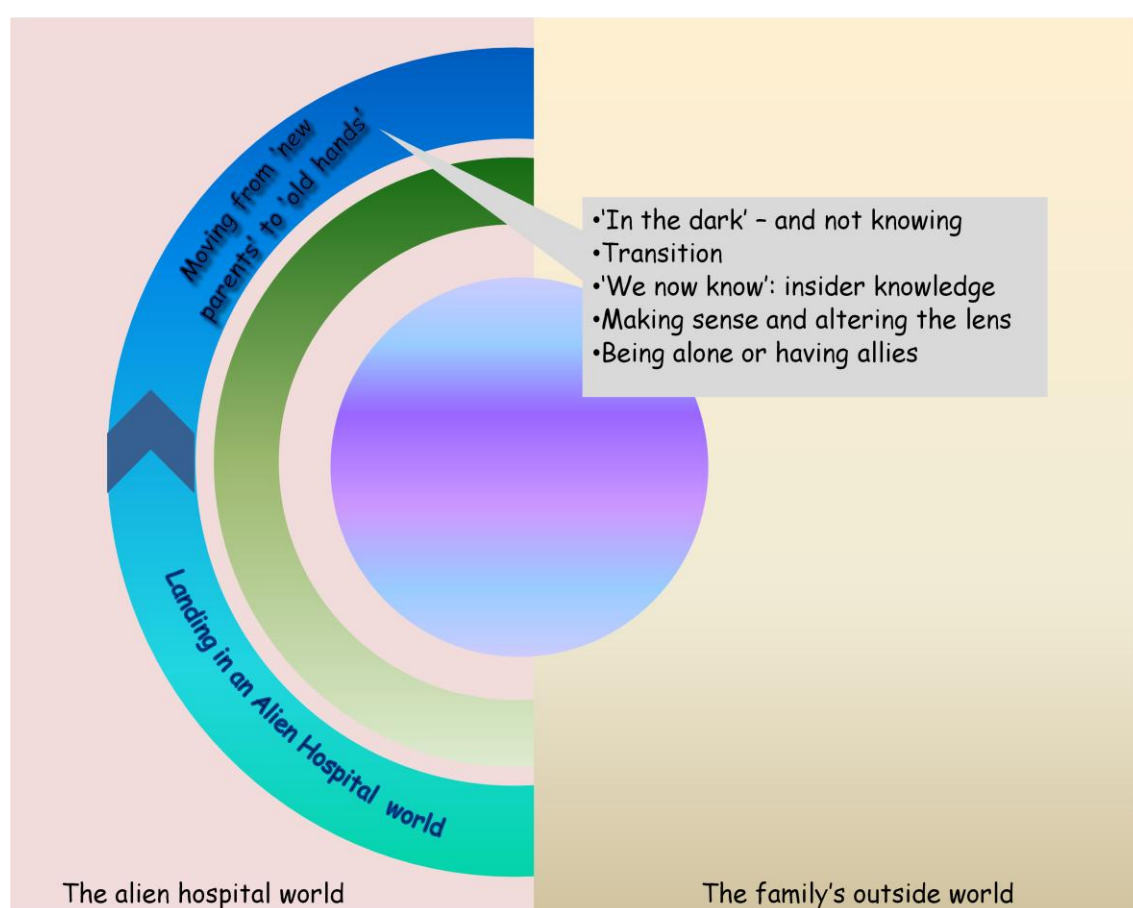 Moving from 'new
parents' to 'old hands'
•'In the dark' – and not knowing
•Transition
•'We now know': insider knowledge
•Making sense and altering the lens
•Being alone or having allies
Landing in an Alien Hospital world
The alien hospital world
The family's outside world